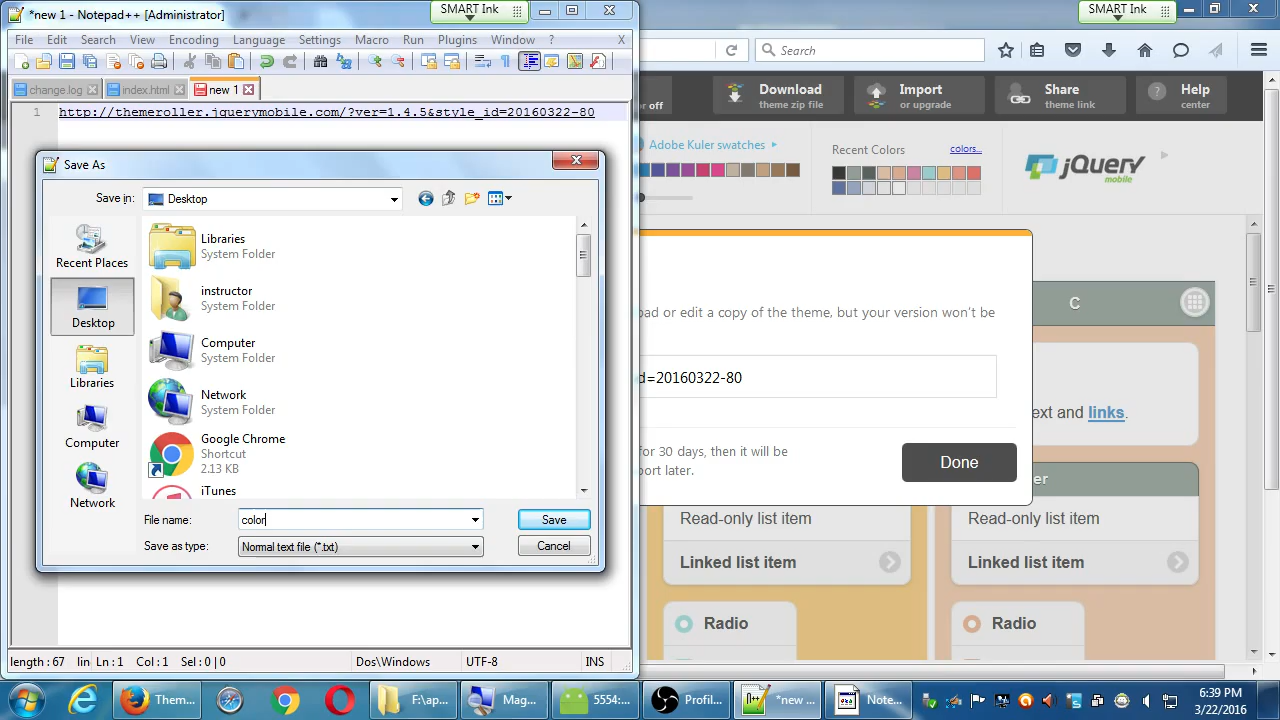 *new 1 - Notepad++ [Administrator]
SMART Ink
File Edit Search View Encoding Language Settings Macro Run Plugins Window ? X
change.log index.html new 1
1 http://themeroller.jquerymobile.com/?ver=1.4.5&style_id=20160322-80
Save As
Save in: Desktop
Recent Places
Desktop
Libraries
Computer
Network
Libraries
System Folder
instructor
System Folder
Computer
System Folder
Network
System Folder
Google Chrome
Shortcut
2.13 KB
iTunes
File name: color
Save
Save as type: Normal text file (*.txt)
Cancel
length : 67 lin Ln : 1 Col : 1 Sel : 0 | 0 Dos\Windows UTF-8 INS
SMART Ink
Search
or off
Download
theme zip file
Import
or upgrade
Share
theme link
Help
center
Adobe Kuler swatches
Recent Colors colors...
jQuery
mobile
C
oad or edit a copy of the theme, but your version won't be
d=20160322-80
ext and links.
for 30 days, then it will be
port later.
Done
er
Read-only list item
Linked list item
Radio
Read-only list item
Linked list item
Radio
Them...
F:\ap...
Mag...
5554:...
Profil...
*new ...
Note...
6:39 PM
3/22/2016